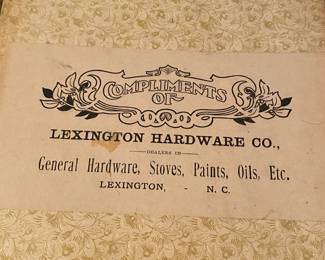 COMPLIMENTS
OF
LEXINGTON HARDWARE CO.,
DEALERS IN
General Hardware, Stoves, Paints, Oils, Etc.
LEXINGTON, - N. C.